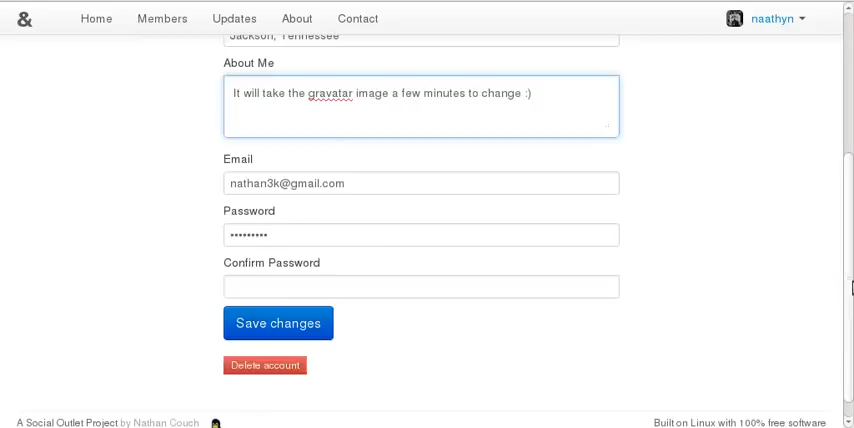 & Home Members Updates About Contact naathyn
Jackson, Tennessee
About Me
It will take the gravatar image a few minutes to change :)
Email
nathan3k@gmail.com
Password
•••••••••
Confirm Password
Save changes
Delete account
A Social Outlet Project by Nathan Couch Built on Linux with 100% free software